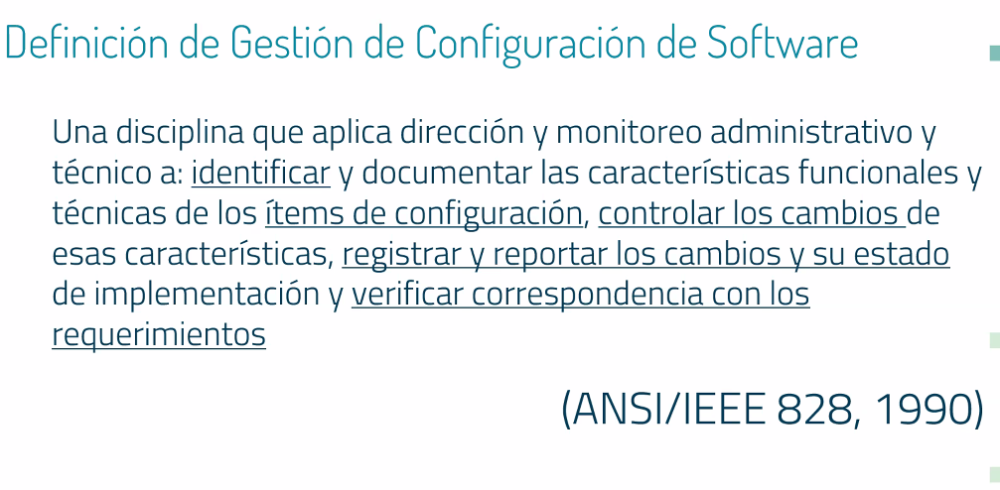 Definición de Gestión de Configuración de Software
Una disciplina que aplica dirección y monitoreo administrativo y
técnico a: identificar y documentar las características funcionales y
técnicas de los ítems de configuración, controlar los cambios de
esas características, registrar y reportar los cambios y su estado
de implementación y verificar correspondencia con los
requerimientos
(ANSI/IEEE 828, 1990)